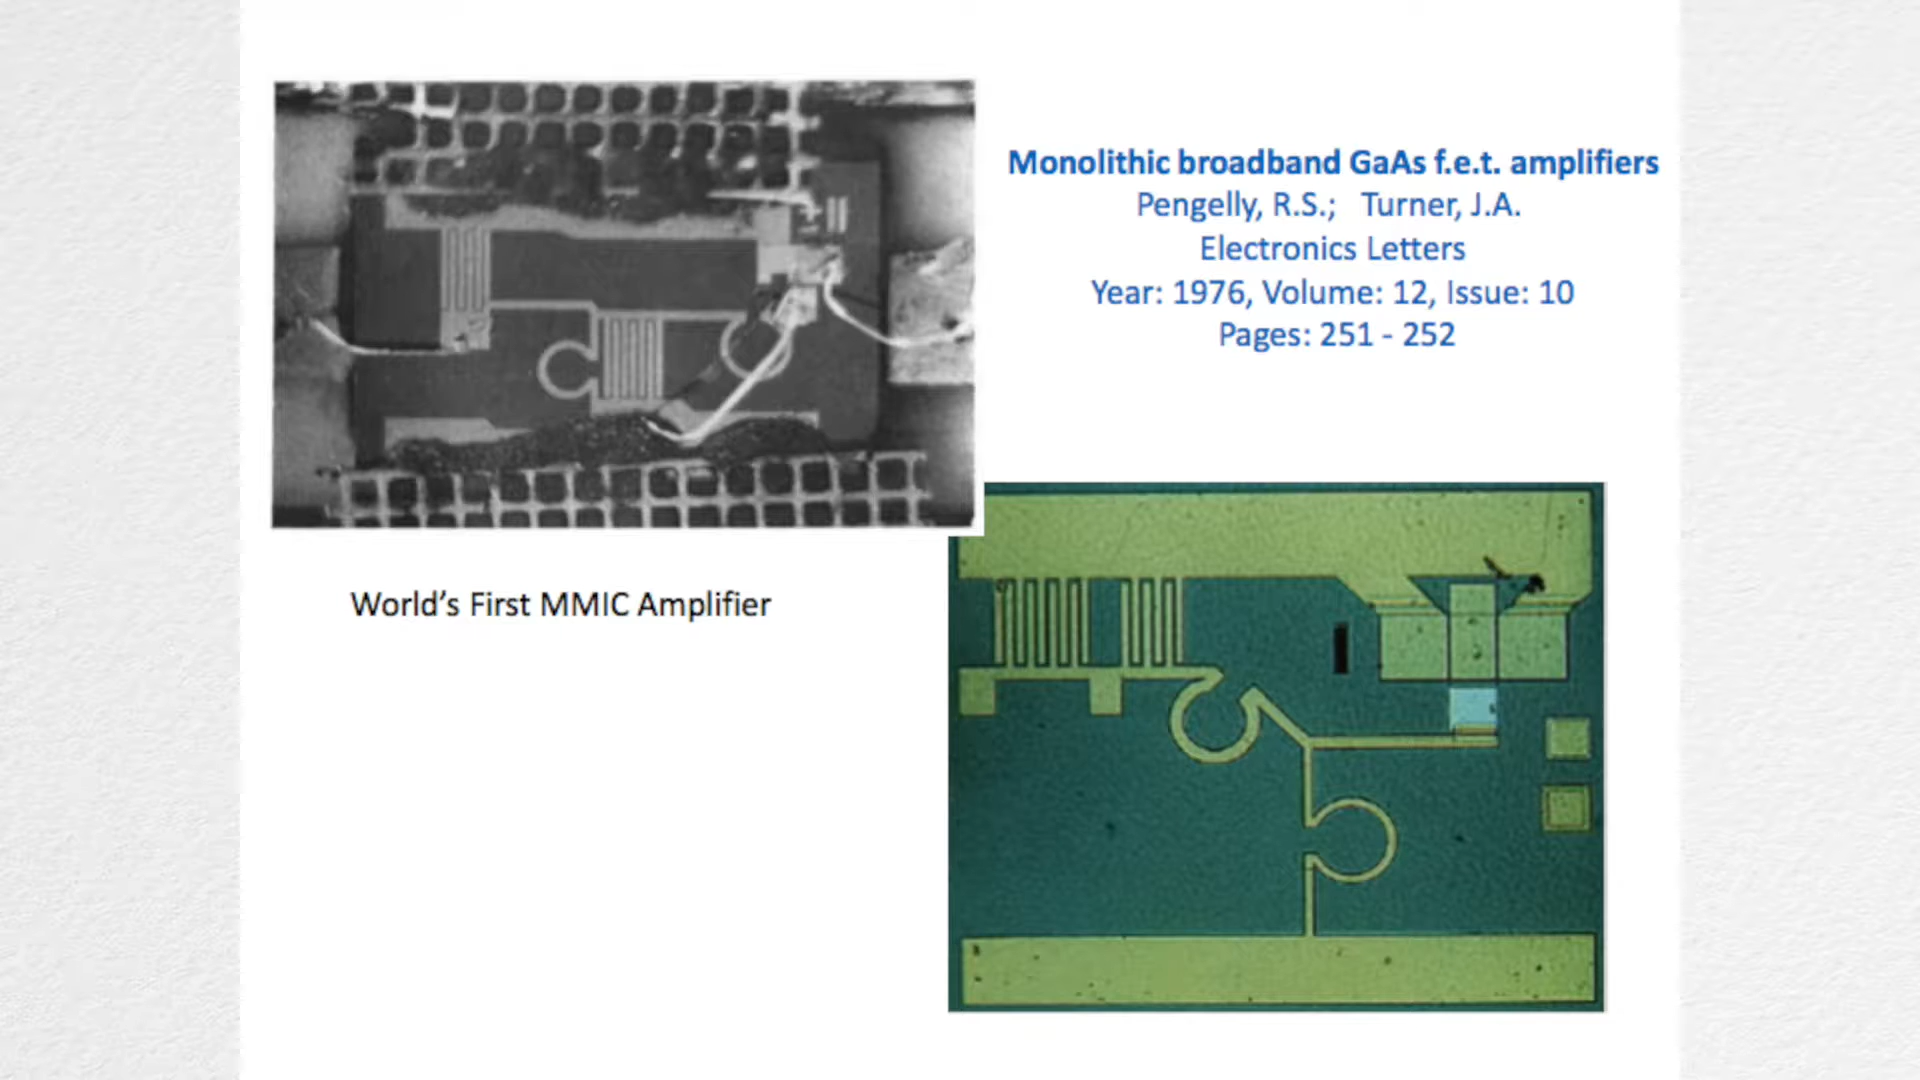 Monolithic broadband GaAs f.e.t. amplifiers
Pengelly, R.S.; Turner, J.A.
Electronics Letters
Year: 1976, Volume: 12, Issue: 10
Pages: 251 - 252
World’s First MMIC Amplifier